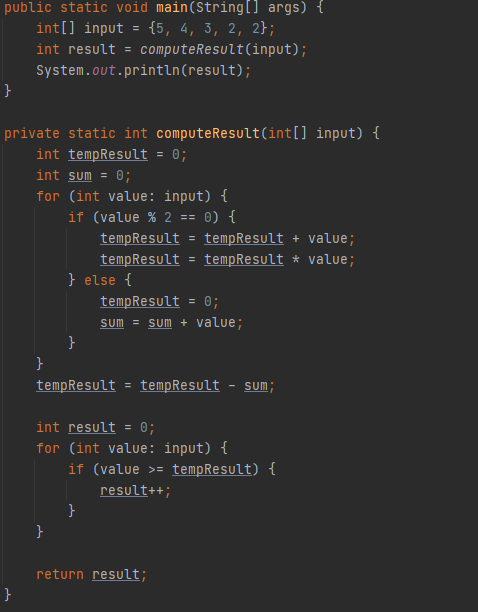 public static void main(String[] args) {
    int[] input = {5, 4, 3, 2, 2};
    int result = computeResult(input);
    System.out.println(result);
}

private static int computeResult(int[] input) {
    int tempResult = 0;
    int sum = 0;
    for (int value: input) {
        if (value % 2 == 0) {
            tempResult = tempResult + value;
            tempResult = tempResult * value;
        } else {
            tempResult = 0;
            sum = sum + value;
        }
    }
    tempResult = tempResult - sum;

    int result = 0;
    for (int value: input) {
        if (value >= tempResult) {
            result++;
        }
    }

    return result;
}